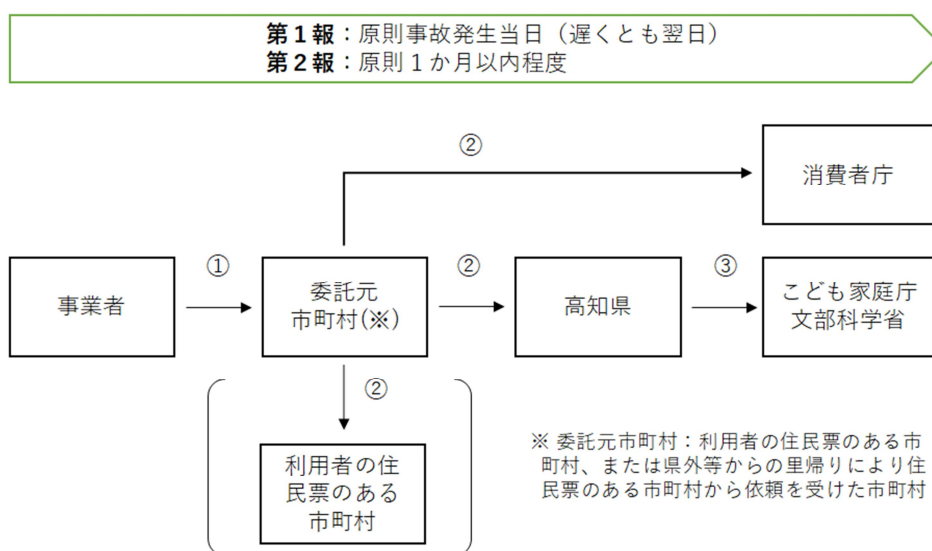 第1報：原則事故発生当日（遅くとも翌日）
第2報：原則1か月以内程度
②
消費者庁
事業者
①
委託元
市町村(※)
②
高知県
③
こども家庭庁
文部科学省
②
利用者の住
民票のある
市町村
※ 委託元市町村：利用者の住民票のある市
町村、または県外等からの里帰りにより住
民票のある市町村から依頼を受けた市町村